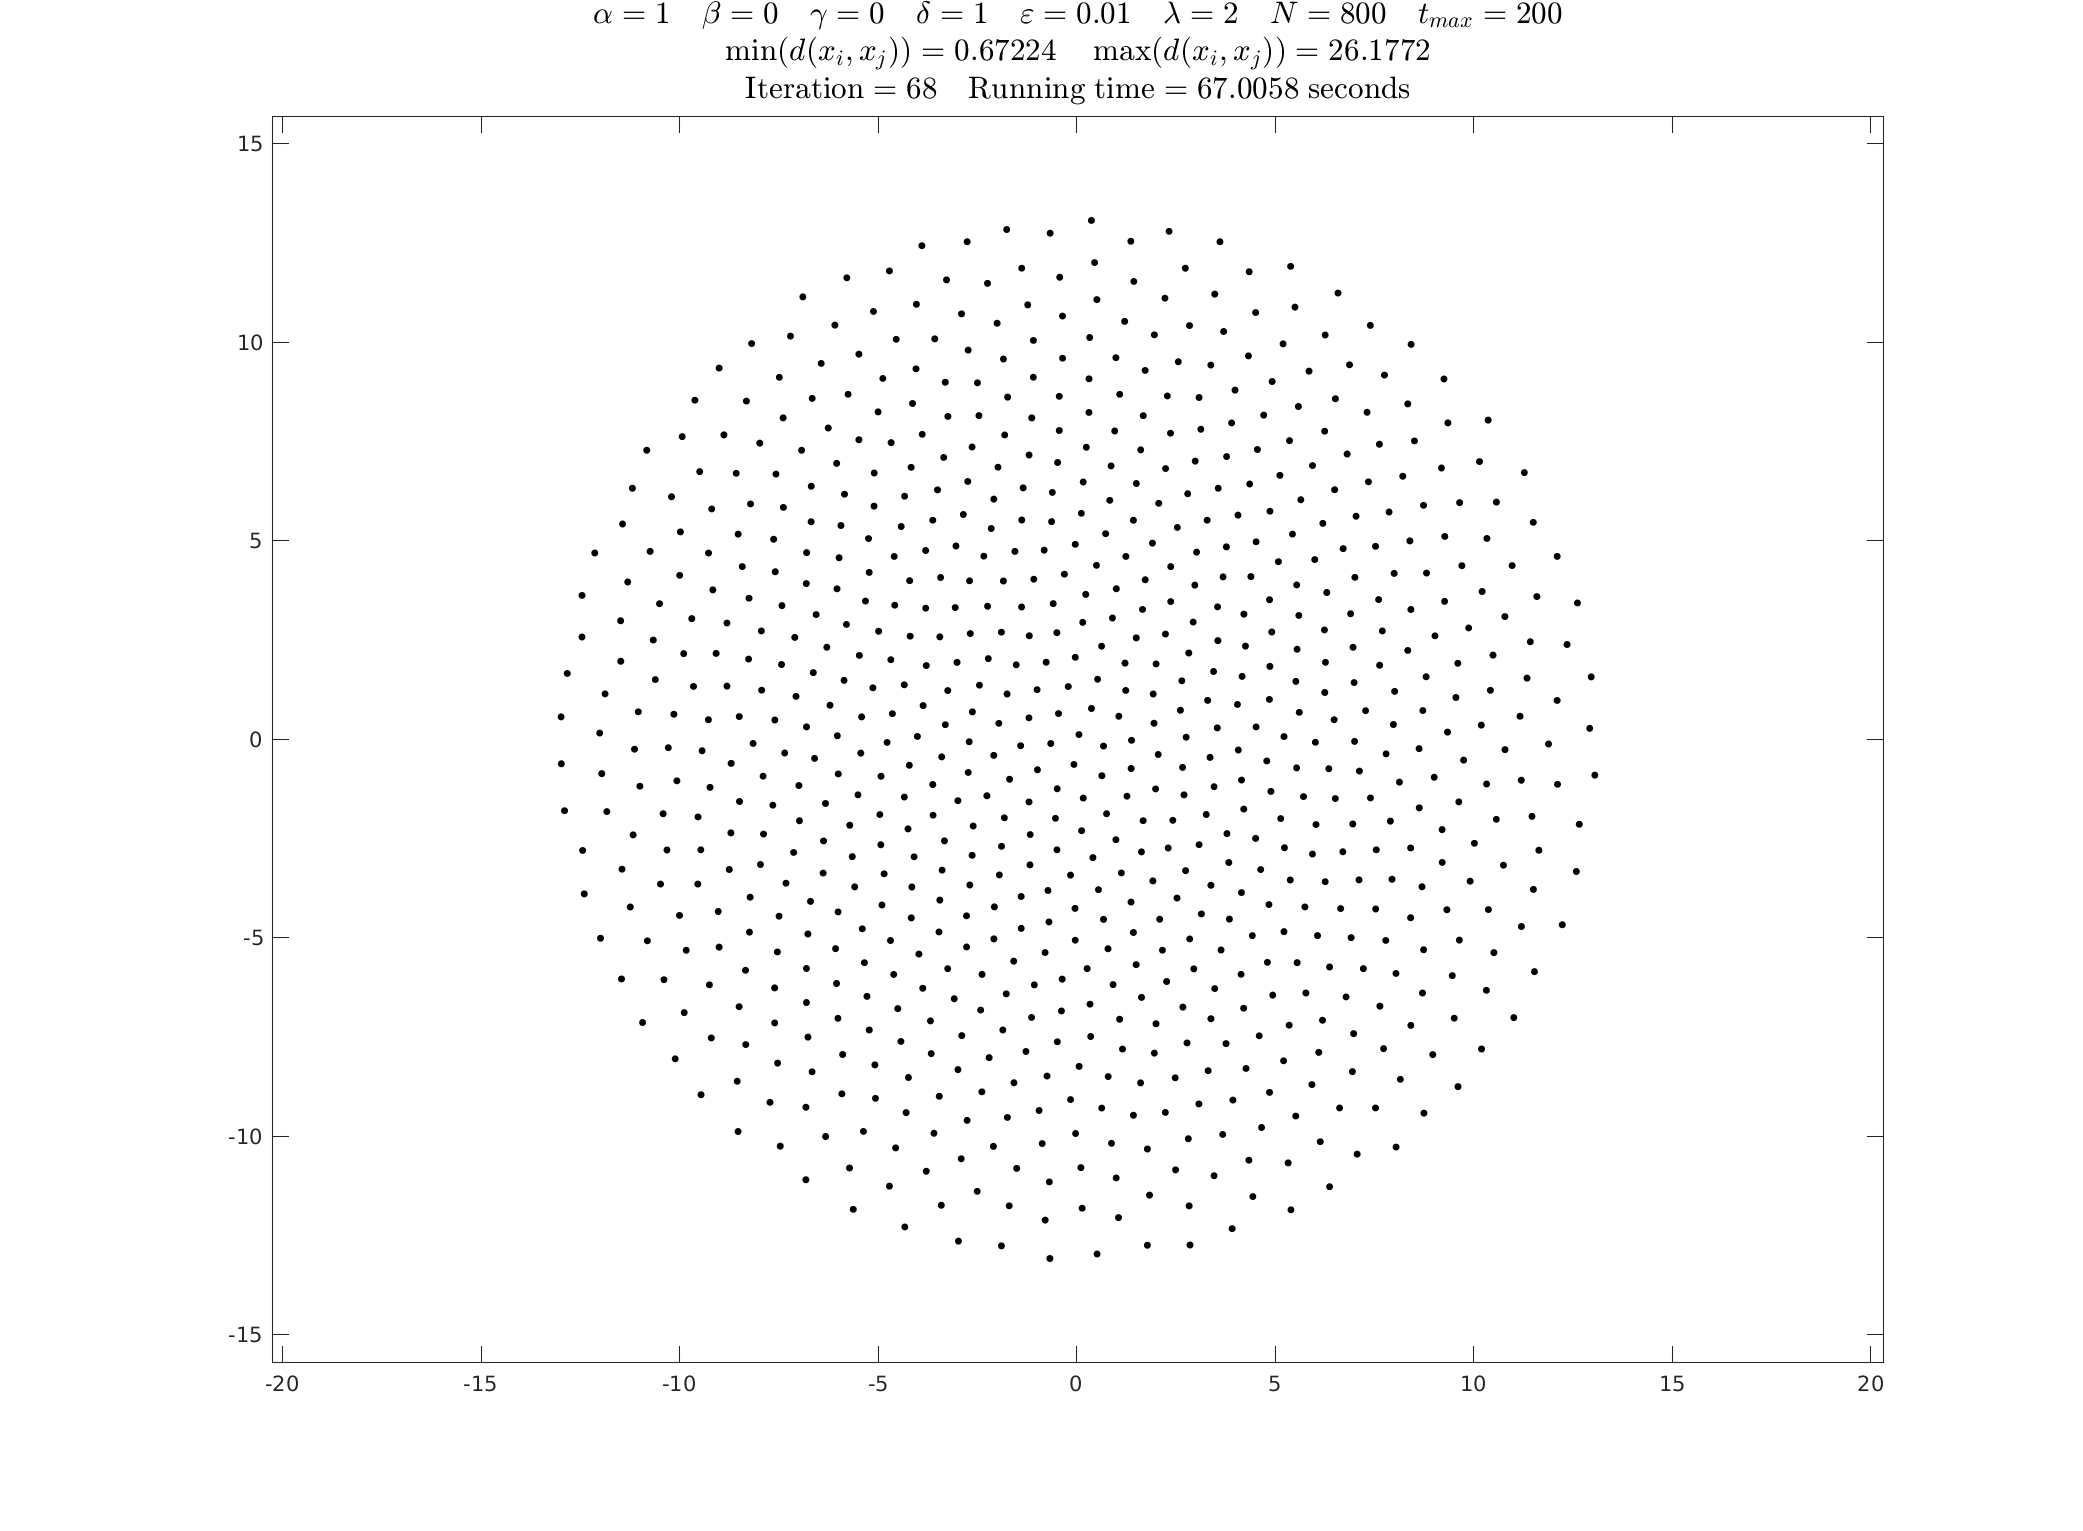 α = 1 β = 0 γ = 0 δ = 1 ε = 0.01 λ = 2 N = 800 t_{max} = 200
min(d(x_i, x_j)) = 0.67224 max(d(x_i, x_j)) = 26.1772
Iteration = 68 Running time = 67.0058 seconds
15
10
5
0
-5
-10
-15
-20 -15 -10 -5 0 5 10 15 20